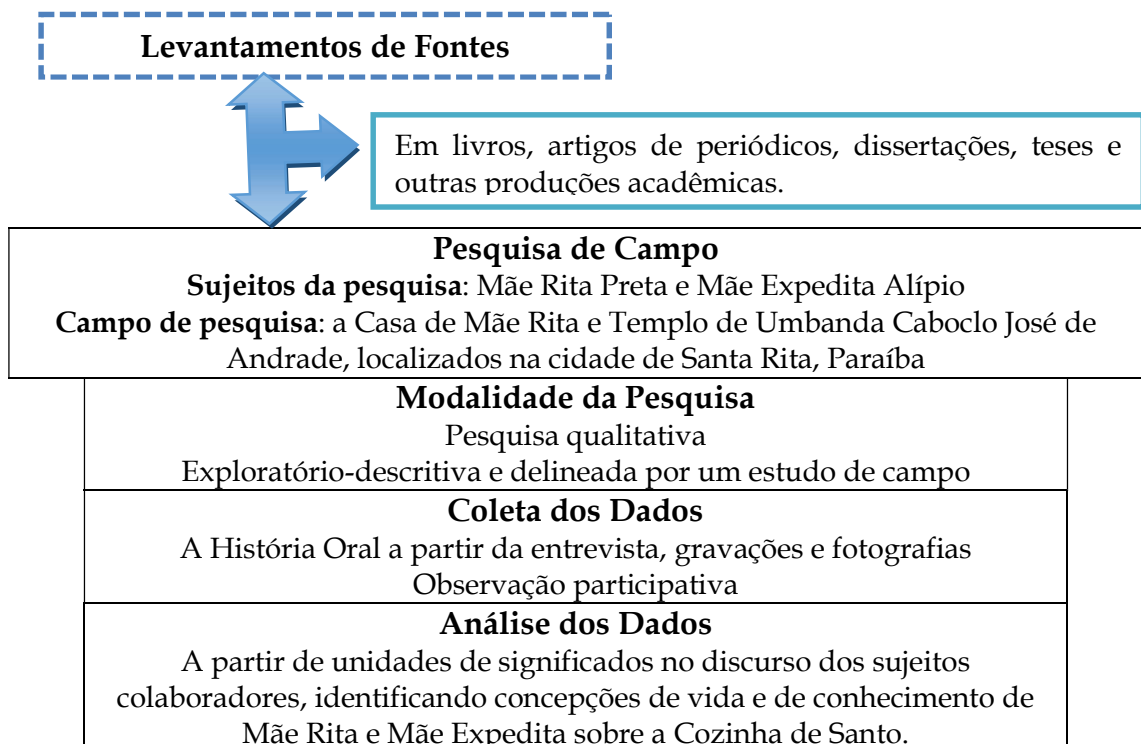 Levantamentos de Fontes
Em livros, artigos de periódicos, dissertações, teses e
outras produções acadêmicas.
Pesquisa de Campo
Sujeitos da pesquisa: Mãe Rita Preta e Mãe Expedita Alípio
Campo de pesquisa: a Casa de Mãe Rita e Templo de Umbanda Caboclo José de
Andrade, localizados na cidade de Santa Rita, Paraíba
Modalidade da Pesquisa
Pesquisa qualitativa
Exploratório-descritiva e delineada por um estudo de campo
Coleta dos Dados
A História Oral a partir da entrevista, gravações e fotografias
Observação participativa
Análise dos Dados
A partir de unidades de significados no discurso dos sujeitos
colaboradores, identificando concepções de vida e de conhecimento de
Mãe Rita e Mãe Expedita sobre a Cozinha de Santo.